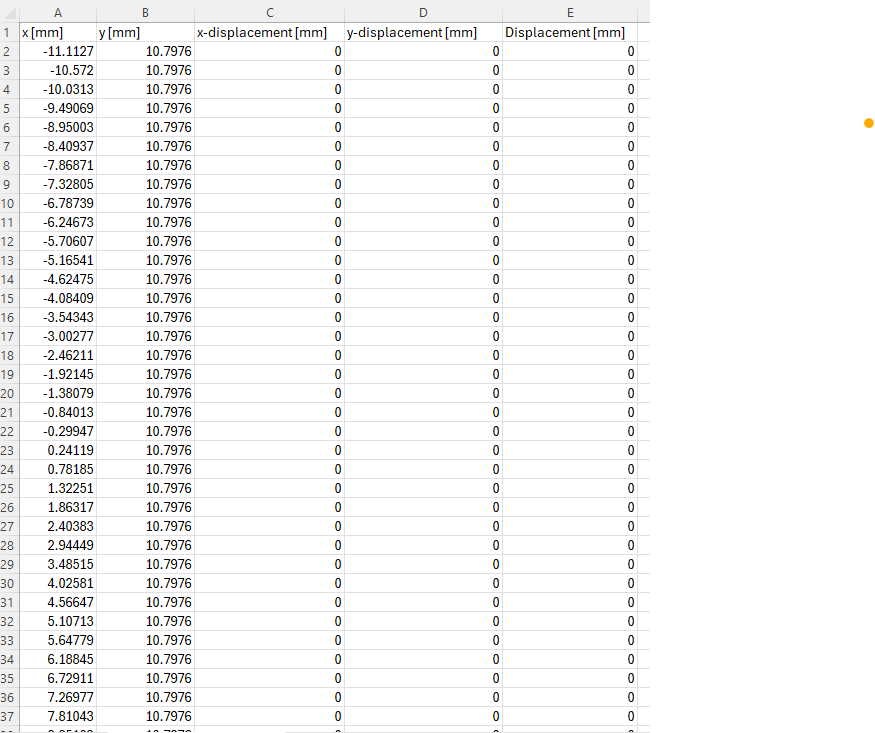 A B C D E
1 x [mm] y [mm] x-displacement [mm] y-displacement [mm] Displacement [mm]
2 -11.1127 10.7976 0 0 0
3 -10.572 10.7976 0 0 0
4 -10.0313 10.7976 0 0 0
5 -9.49069 10.7976 0 0 0
6 -8.95003 10.7976 0 0 0
7 -8.40937 10.7976 0 0 0
8 -7.86871 10.7976 0 0 0
9 -7.32805 10.7976 0 0 0
10 -6.78739 10.7976 0 0 0
11 -6.24673 10.7976 0 0 0
12 -5.70607 10.7976 0 0 0
13 -5.16541 10.7976 0 0 0
14 -4.62475 10.7976 0 0 0
15 -4.08409 10.7976 0 0 0
16 -3.54343 10.7976 0 0 0
17 -3.00277 10.7976 0 0 0
18 -2.46211 10.7976 0 0 0
19 -1.92145 10.7976 0 0 0
20 -1.38079 10.7976 0 0 0
21 -0.84013 10.7976 0 0 0
22 -0.29947 10.7976 0 0 0
23 0.24119 10.7976 0 0 0
24 0.78185 10.7976 0 0 0
25 1.32251 10.7976 0 0 0
26 1.86317 10.7976 0 0 0
27 2.40383 10.7976 0 0 0
28 2.94449 10.7976 0 0 0
29 3.48515 10.7976 0 0 0
30 4.02581 10.7976 0 0 0
31 4.56647 10.7976 0 0 0
32 5.10713 10.7976 0 0 0
33 5.64779 10.7976 0 0 0
34 6.18845 10.7976 0 0 0
35 6.72911 10.7976 0 0 0
36 7.26977 10.7976 0 0 0
37 7.81043 10.7976 0 0 0